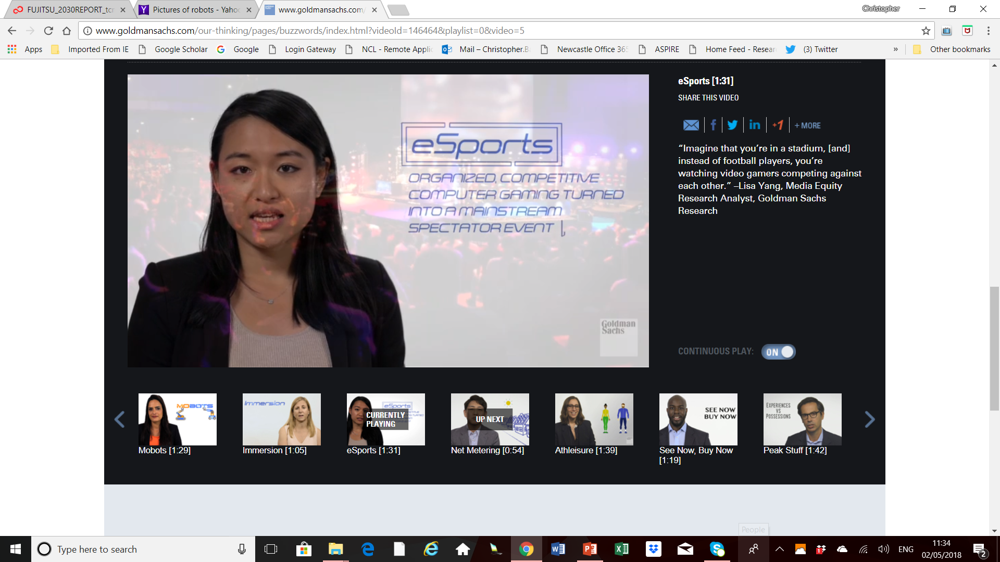 FUJITSU_2030REPORT_tcr
Pictures of robots - Yaho
www.goldmansachs.com/
Christopher
www.goldmansachs.com/our-thinking/pages/buzzwords/index.html?videoId=146464&playlist=0&video=5
Apps
Imported From IE
Google Scholar
Google
Login Gateway
NCL - Remote Applic
Mail – Christopher.B
Newcastle Office 365
ASPIRE
Home Feed - Resear
(3) Twitter
»
Other bookmarks
eSports
ORGANIZED, COMPETITIVE
COMPUTER GAMING TURNED
INTO A MAINSTREAM
SPECTATOR EVENT
Goldman
Sachs
eSports [1:31]
SHARE THIS VIDEO
f
in
+1
+ MORE
“Imagine that you’re in a stadium, [and]
instead of football players, you’re
watching video gamers competing against
each other.” –Lisa Yang, Media Equity
Research Analyst, Goldman Sachs
Research
CONTINUOUS PLAY:
ON
MOBOTS
Mobots [1:29]
Immersion
Immersion [1:05]
eSports
CURRENTLY
PLAYING
eSports [1:31]
UP NEXT
Net Metering [0:54]
Athleisure [1:39]
SEE NOW
BUY NOW
See Now, Buy Now
[1:19]
EXPERIENCES
VS
POSSESSIONS
Peak Stuff [1:42]
People
Type here to search
ENG
11:34
02/05/2018
2